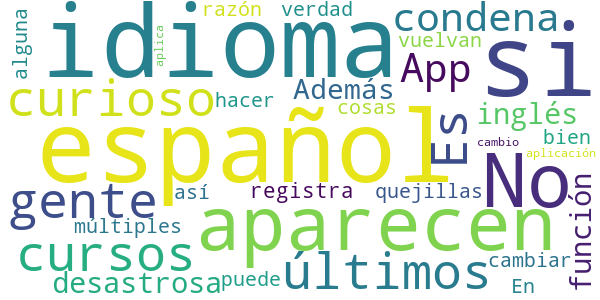 alguna
idioma
razón
verdad
aplica
condena
si
vuelvan
App
curioso
Además
hacer
cosas
inglés
español
Es
bien
No
cambio
aplicación
gente
así
registra
quejillas
función
aparecen
múltiples
cursos
últimos
cambiar
desastrosa
puede
En